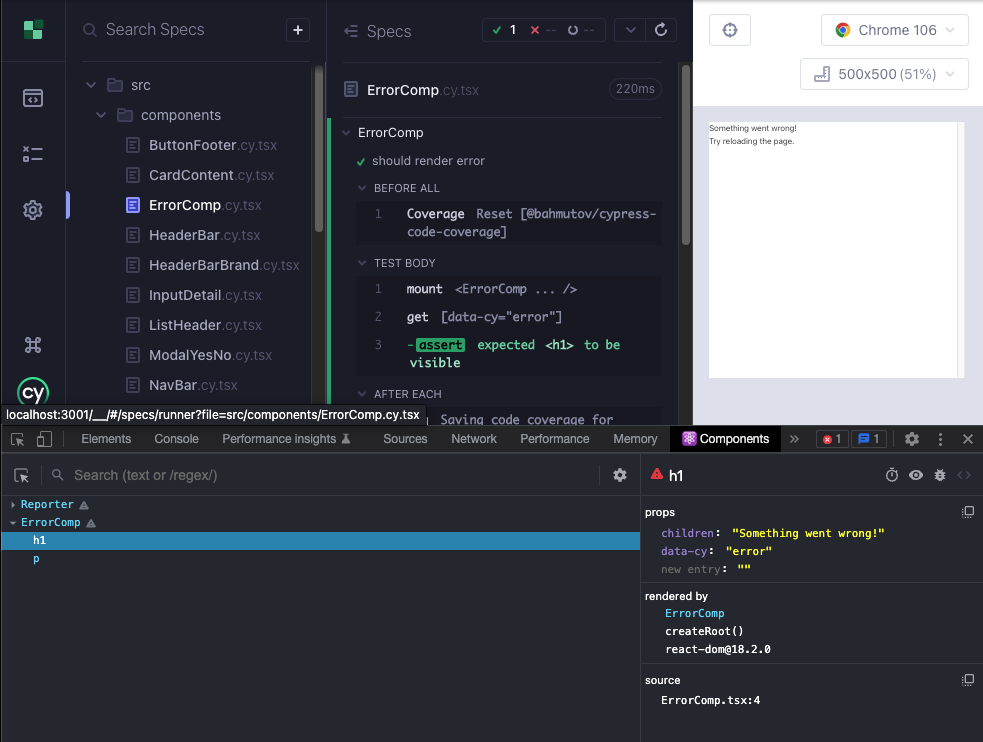 Search Specs
+
src
components
ButtonFooter.cy.tsx
CardContent.cy.tsx
ErrorComp.cy.tsx
HeaderBar.cy.tsx
HeaderBarBrand.cy.tsx
InputDetail.cy.tsx
ListHeader.cy.tsx
ModalYesNo.cy.tsx
NavBar.cy.tsx
cy
localhost:3001/__/#/specs/runner?file=src/components/ErrorComp.cy.tsx
Specs
1 -- --
ErrorComp.cy.tsx 220ms
ErrorComp
should render error
BEFORE ALL
1 Coverage Reset [@bahmutov/cypress-
code-coverage]
TEST BODY
1 mount <ErrorComp ... />
2 get [data-cy="error"]
3 -assert expected <h1> to be
visible
AFTER EACH
Saving code coverage for
Chrome 106
500x500 (51%)
Something went wrong!
Try reloading the page.
Elements Console Performance insights Sources Network Performance Memory Components » 1 1
Search (text or /regex/)
Reporter
ErrorComp
h1
p
h1
props
children: "Something went wrong!"
data-cy: "error"
new entry: ""
rendered by
ErrorComp
createRoot()
react-dom@18.2.0
source
ErrorComp.tsx:4